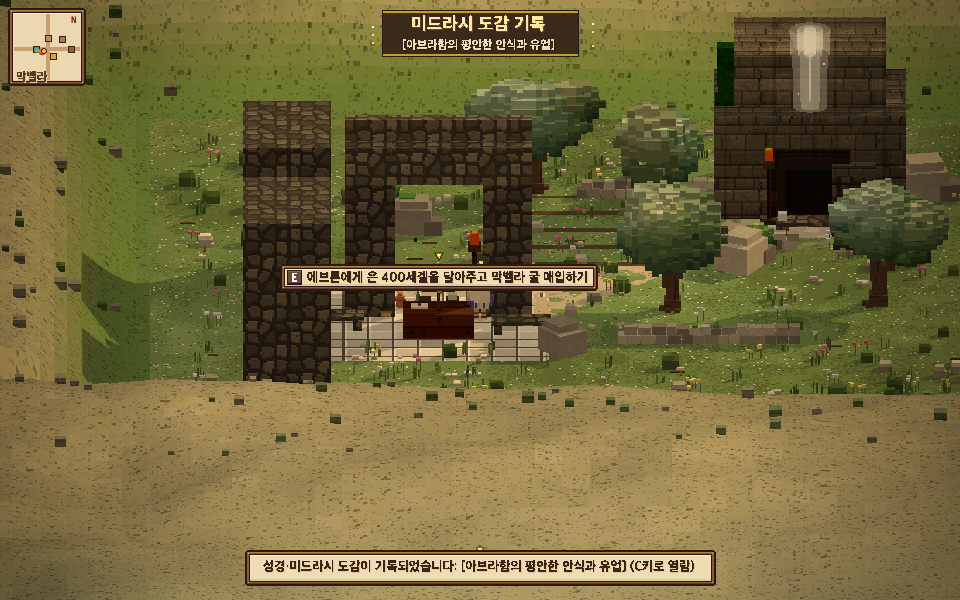 N
막벨라
미드라시 도감 기록
[아브라함의 평안한 안식과 유업]
E 에브론에게 은 400세겔을 달아주고 막벨라 굴 매입하기
성경·미드라시 도감이 기록되었습니다: [아브라함의 평안한 안식과 유업] (C키로 열람)